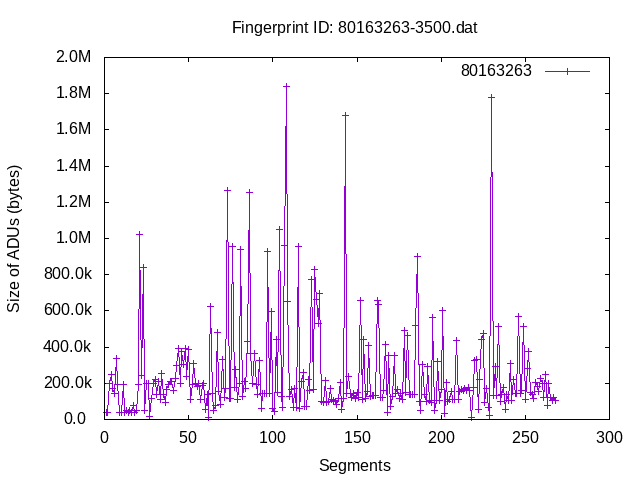 Fingerprint ID: 80163263-3500.dat
80163263
2.0M
1.8M
1.6M
1.4M
1.2M
1.0M
800.0k
600.0k
400.0k
200.0k
0.0
Size of ADUs (bytes)
0 50 100 150 200 250 300
Segments